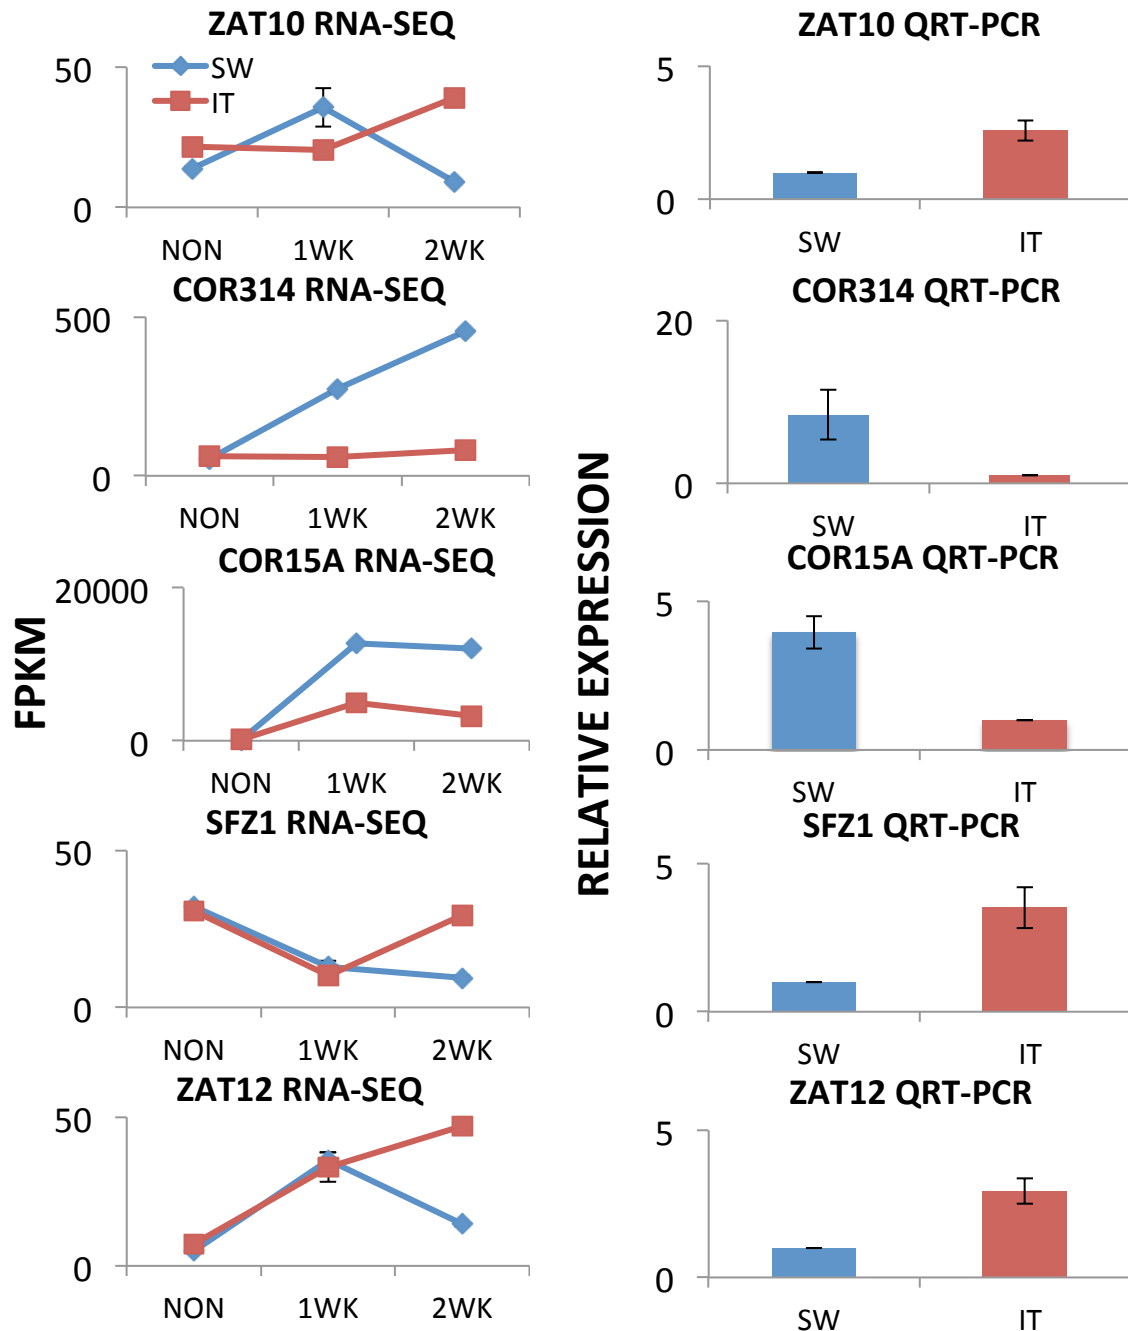 ZAT10 RNA-SEQ
50
SW
IT
0
NON 1WK 2WK
ZAT10 QRT-PCR
5
0
SW IT
COR314 RNA-SEQ
500
0
NON 1WK 2WK
COR314 QRT-PCR
20
0
SW IT
COR15A RNA-SEQ
20000
0
NON 1WK 2WK
COR15A QRT-PCR
5
0
SW IT
FPKM
RELATIVE EXPRESSION
SFZ1 RNA-SEQ
50
0
NON 1WK 2WK
SFZ1 QRT-PCR
5
0
SW IT
ZAT12 RNA-SEQ
50
0
NON 1WK 2WK
ZAT12 QRT-PCR
5
0
SW IT